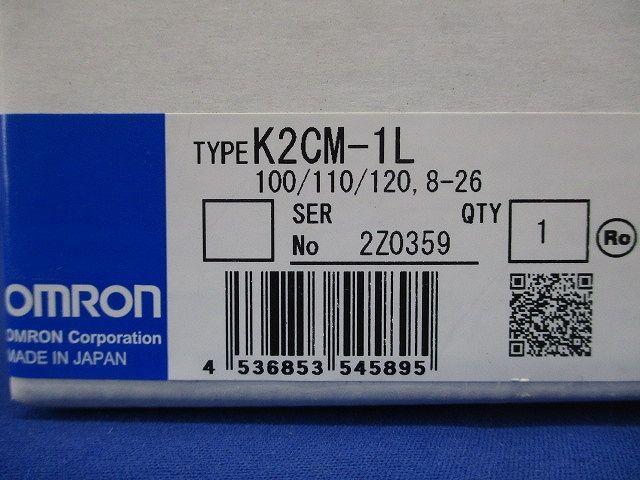 TYPE K2CM-1L
100/110/120, 8-26
SER No 2Z0359
QTY 1
Ro
OMRON
OMRON Corporation
MADE IN JAPAN
4 536853 545895